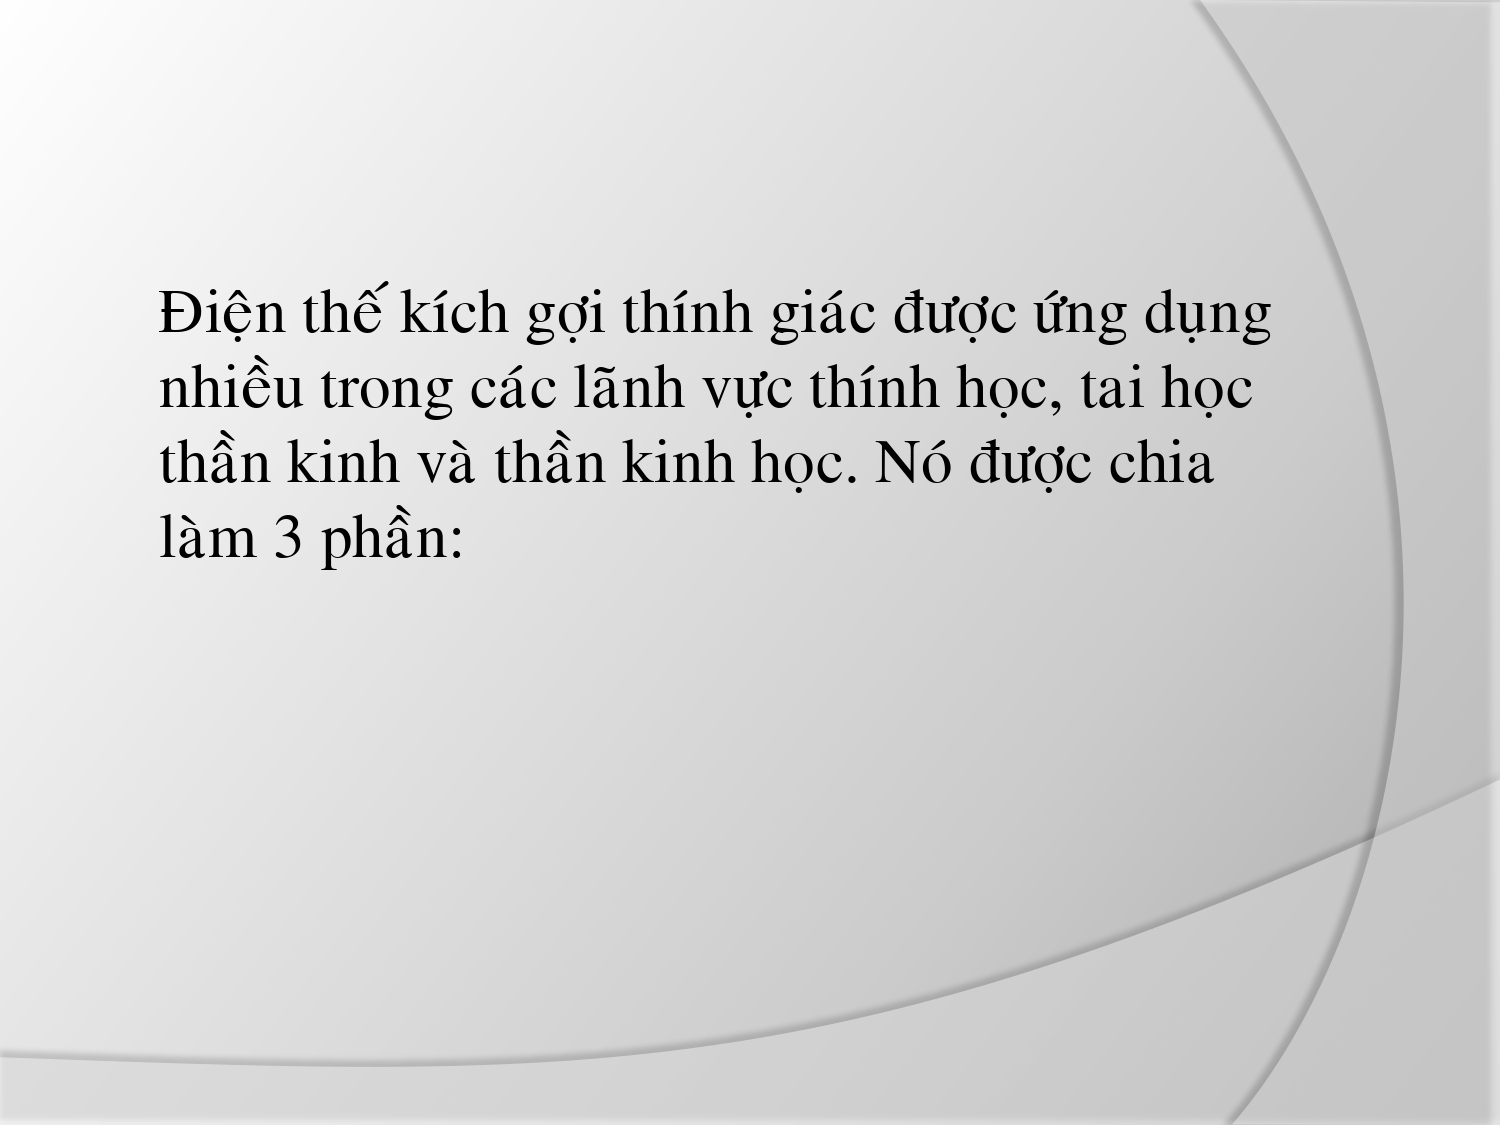 Điện thế kích gợi thính giác được ứng dụng
nhiều trong các lãnh vực thính học, tai học
thần kinh và thần kinh học. Nó được chia
làm 3 phần: